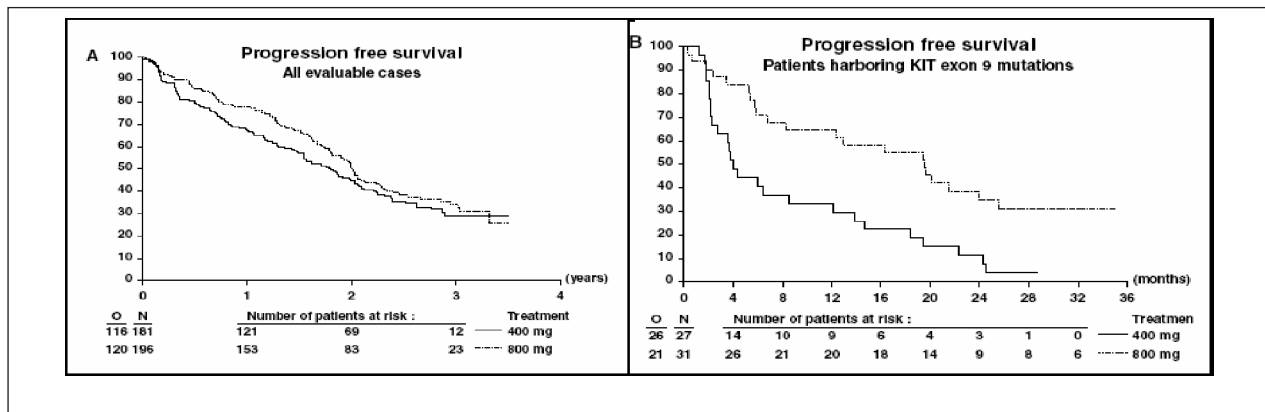 A
Progression free survival
All evaluable cases
100
90
80
70
60
50
40
30
20
10
0
(years)
0 1 2 3 4
O N Number of patients at risk : Treatment
116 181 121 69 12 400 mg
120 196 153 83 23 800 mg
B
Progression free survival
Patients harboring KIT exon 9 mutations
100
90
80
70
60
50
40
30
20
10
0
(months)
0 4 8 12 16 20 24 28 32 36
O N Number of patients at risk : Treatmen
26 27 14 10 9 6 4 3 1 0 400 mg
21 31 26 21 20 18 14 9 8 6 800 mg